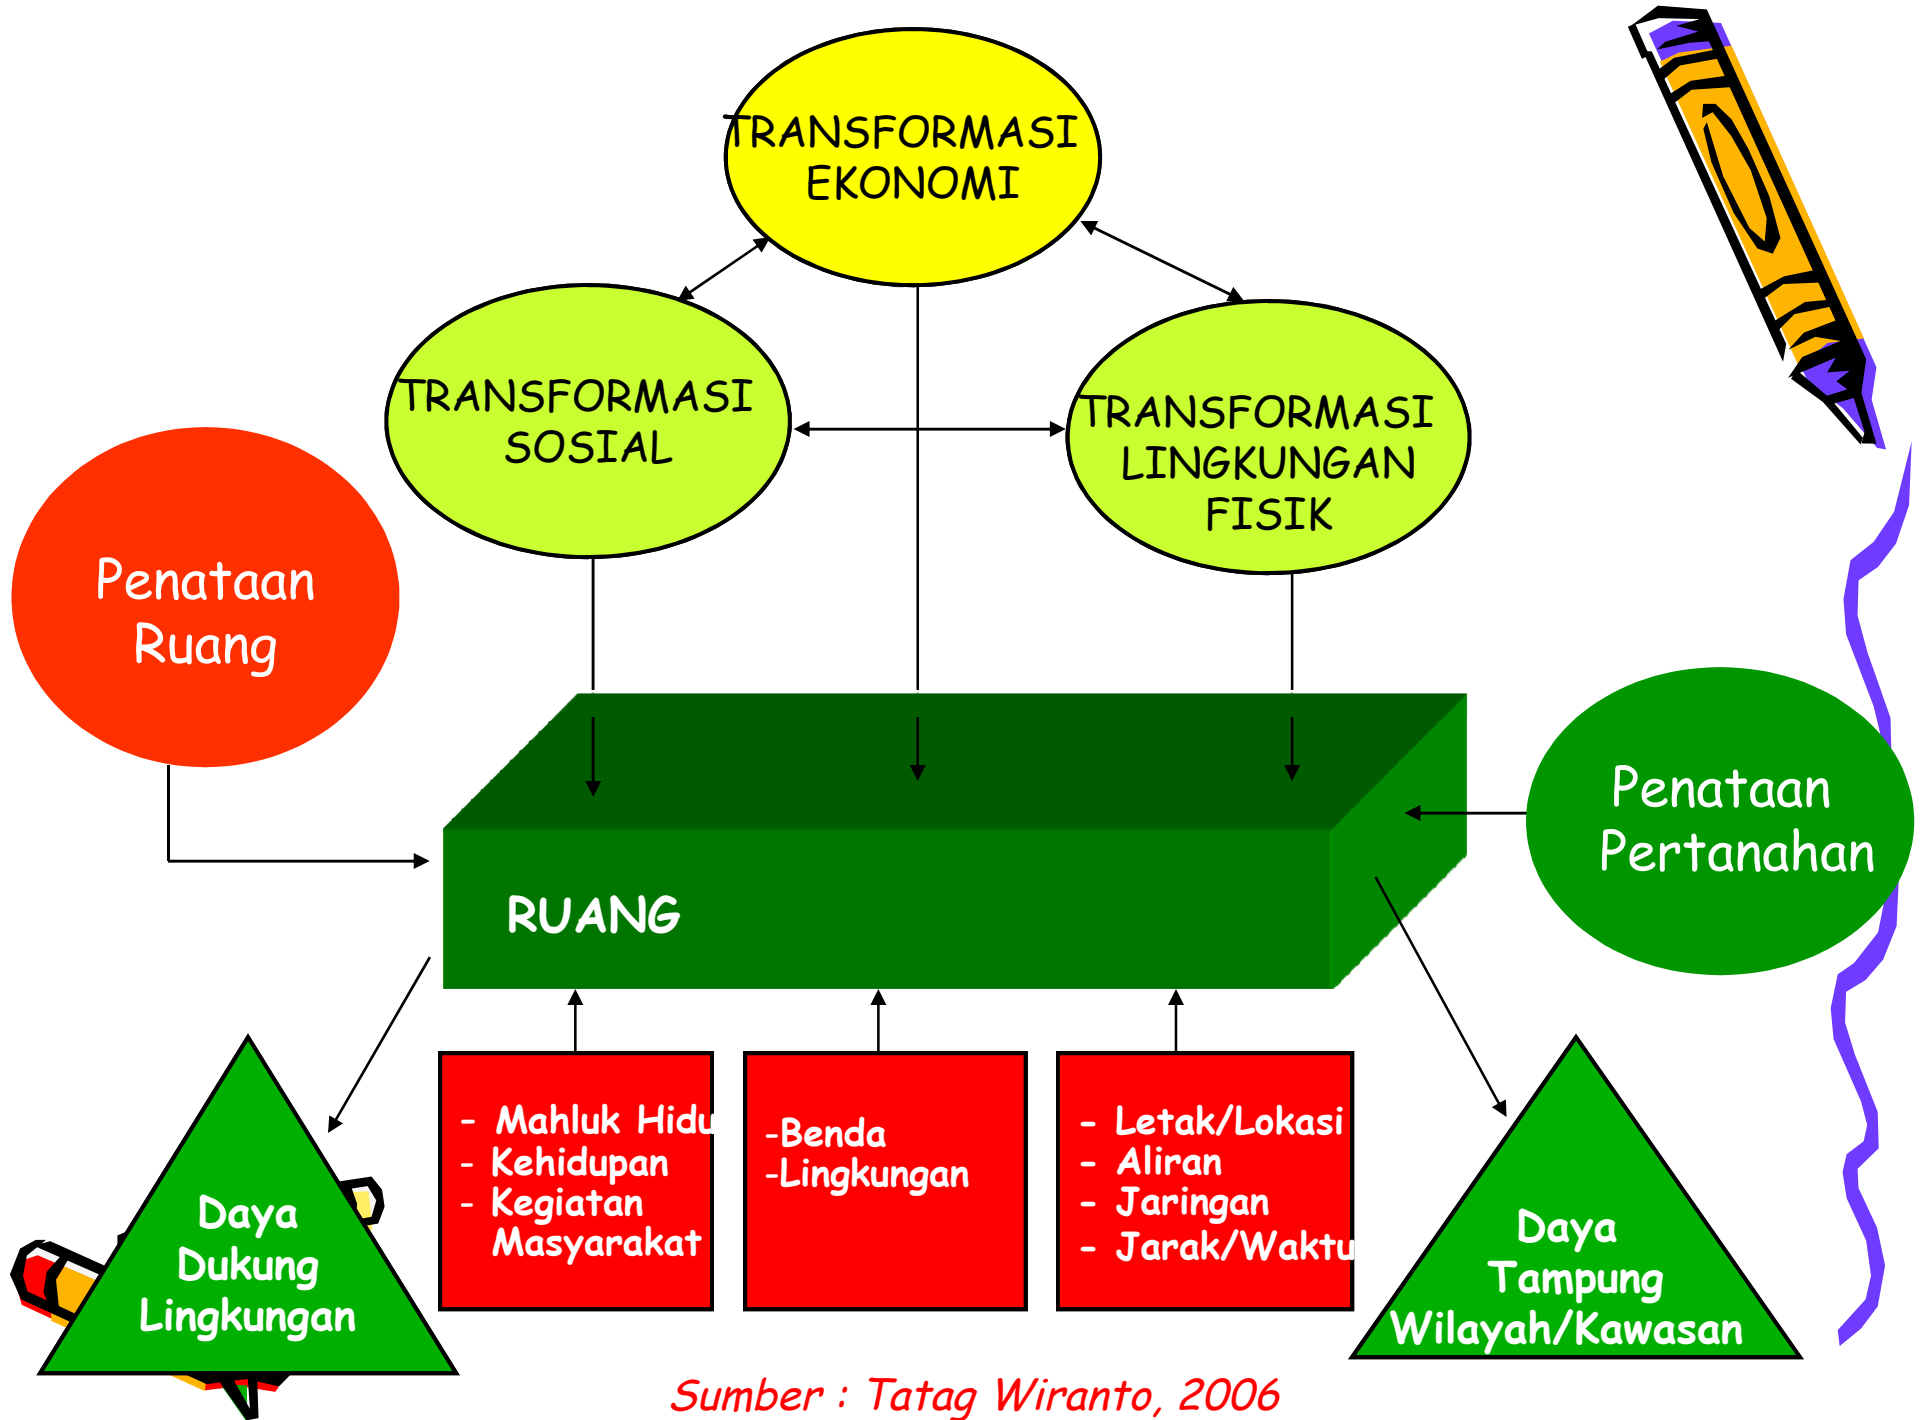 TRANSFORMASI
EKONOMI
TRANSFORMASI
SOSIAL
TRANSFORMASI
LINGKUNGAN
FISIK
Penataan
Ruang
Penataan
Pertanahan
RUANG
- Mahluk Hidu
- Kehidupan
- Kegiatan
Masyarakat
-Benda
-Lingkungan
- Letak/Lokasi
- Aliran
- Jaringan
- Jarak/Waktu
Daya
Dukung
Lingkungan
Daya
Tampung
Wilayah/Kawasan
Sumber : Tatag Wiranto, 2006